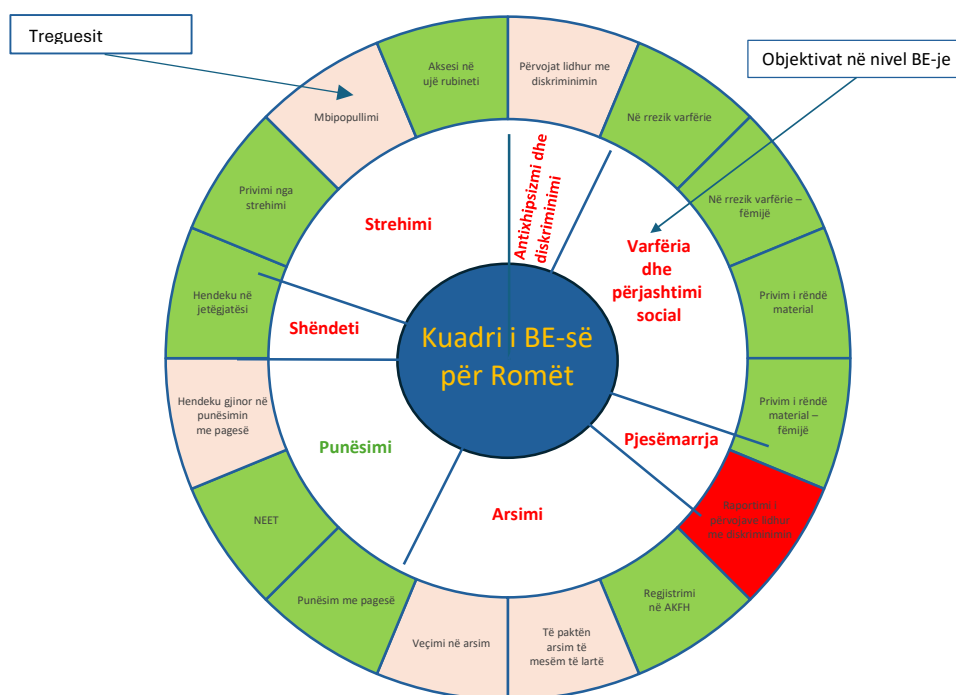 Treguesit
Objektivat në nivel BE-je
Aksesi në
ujë rubineti
Përvojat lidhur me
diskriminimin
Mbipopullimi
Në rrezik varfërie
Privimi nga
strehimi
Në rrezik varfërie –
fëmijë
Hendeku në
jetëgjatësi
Privim i rëndë
material
Hendeku gjinor në
punësimin
me pagesë
Privim i rëndë
material –
fëmijë
NEET
Raportimi i
përvojave lidhur
me diskriminimin
Punësim me pagesë
Regjistrimi
në AKFH
Veçimi në arsim
Të paktën
arsim të
mesëm të lartë
Strehimi
Antixhipsizmi dhe
diskriminimi
Varfëria
dhe
përjashtimi
social
Shëndeti
Kuadri i BE-së
për Romët
Punësimi
Pjesëmarrja
Arsimi